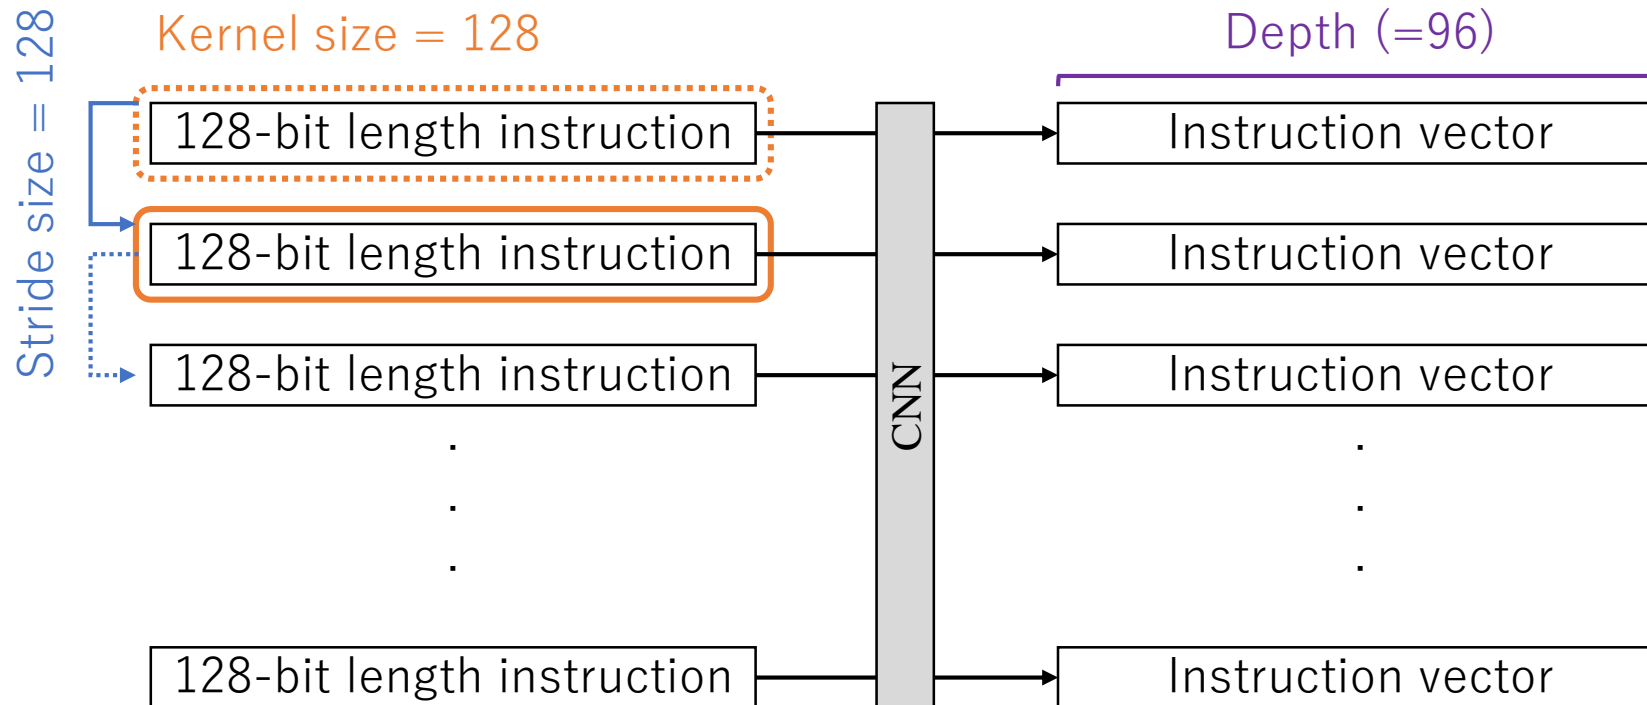 Stride size = 128
Kernel size = 128
Depth (=96)
128-bit length instruction
Instruction vector
128-bit length instruction
Instruction vector
128-bit length instruction
Instruction vector
CNN
.
.
.
.
.
.
128-bit length instruction
Instruction vector